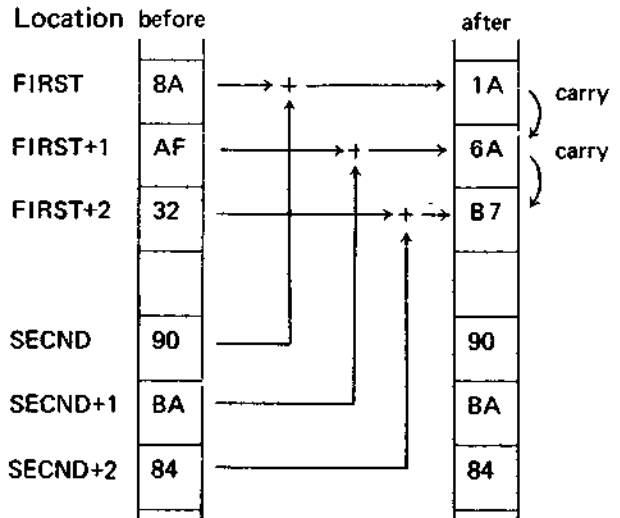 Location before after
FIRST 8A + 1A carry
FIRST+1 AF + 6A carry
FIRST+2 32 + B7
SECND 90 90
SECND+1 BA BA
SECND+2 84 84